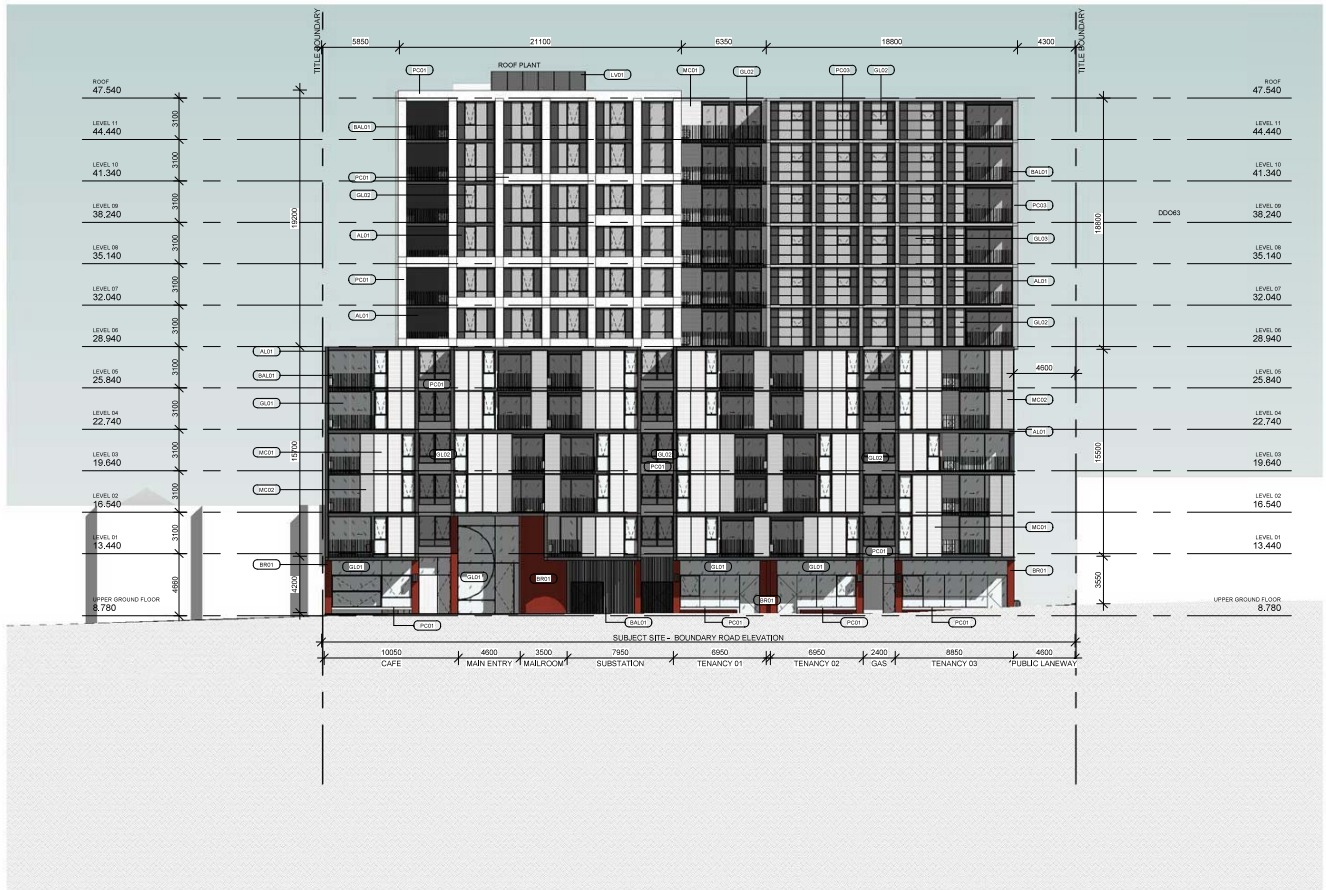 TITLE BOUNDARY
5850
21100
6350
18800
4300
TITLE BOUNDARY
ROOF PLANT
PC01
LV01
MC01
GL02
PC03
GL02
ROOF
47.540
ROOF
47.540
3100
BAL01
LEVEL 11
44.440
LEVEL 11
44.440
3100
LEVEL 10
41.340
PC01
BAL01
LEVEL 10
41.340
3100
GL02
PC03
LEVEL 09
38.240
19200
18600
DDO63
LEVEL 09
38.240
3100
AL01
GL03
LEVEL 08
35.140
LEVEL 08
35.140
3100
PC01
AL01
LEVEL 07
32.040
LEVEL 07
32.040
3100
AL01
GL02
LEVEL 06
28.940
LEVEL 06
28.940
3100
AL01
BAL01
PC01
4600
LEVEL 05
25.840
LEVEL 05
25.840
3100
GL01
MC02
LEVEL 04
22.740
LEVEL 04
22.740
3100
AL01
15700
15500
MC01
GL02
GL02
GL02
PC01
LEVEL 03
19.640
LEVEL 03
19.640
3100
MC02
LEVEL 02
16.540
LEVEL 02
16.540
3100
MC01
LEVEL 01
13.440
PC01
LEVEL 01
13.440
BR01
GL01
GL01
BR01
GL01
GL01
BR01
4660
4200
3550
BR01
UPPER GROUND FLOOR
8.780
UPPER GROUND FLOOR
8.780
PC01
BAL01
PC01
PC01
PC01
SUBJECT SITE - BOUNDARY ROAD ELEVATION
10050
4600
3500
7950
6950
6950
2400
8850
4600
CAFE
MAIN ENTRY
MAILROOM
SUBSTATION
TENANCY 01
TENANCY 02
GAS
TENANCY 03
PUBLIC LANEWAY